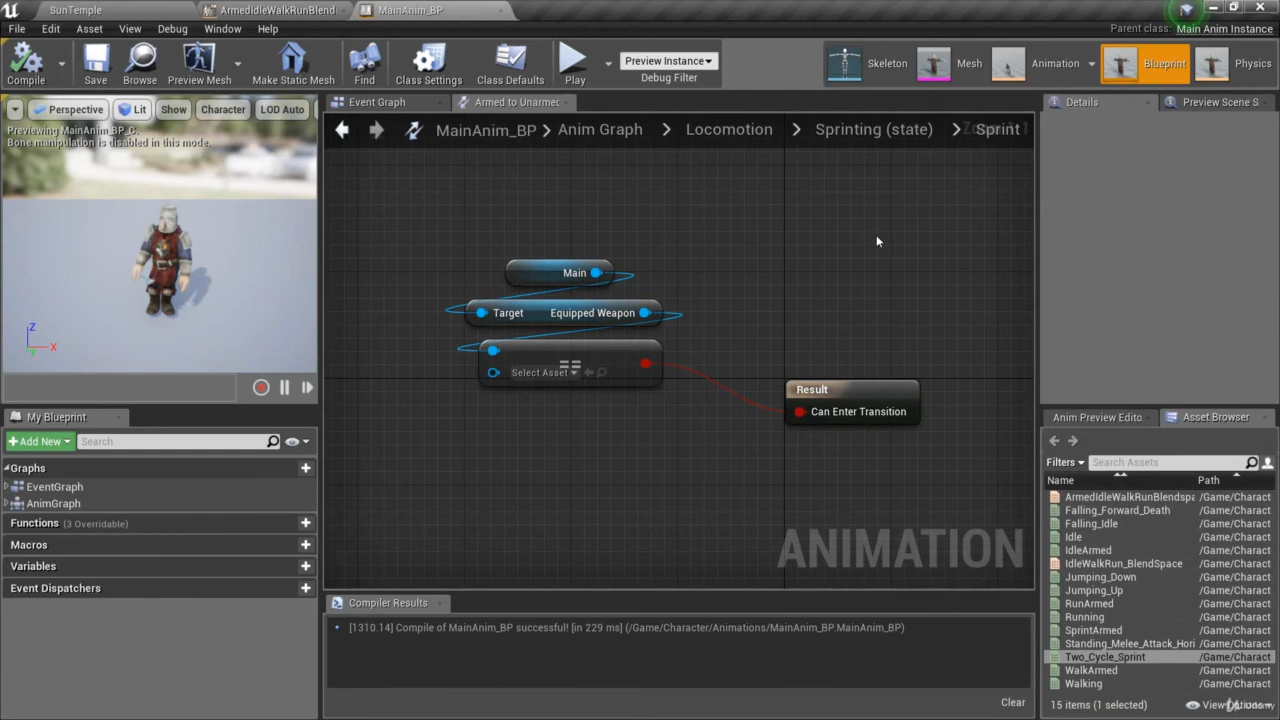 SunTemple
ArmedIdleWalkRunBlend
MainAnim_BP
File Edit Asset View Debug Window Help
Parent class: Main Anim Instance
Compile
Save
Browse
Preview Mesh
Make Static Mesh
Find
Class Settings
Class Defaults
Play
Preview Instance
Debug Filter
Skeleton
Mesh
Animation
Blueprint
Physics
Perspective
Lit
Show
Character
LOD Auto
Previewing MainAnim_BP_C.
Bone manipulation is disabled in this mode.
Z
X
Y
Event Graph
Armed to Unarmed
MainAnim_BP > Anim Graph > Locomotion > Sprinting (state) > Sprint
Main
Target Equipped Weapon
==
Select Asset
Result
Can Enter Transition
ANIMATION
My Blueprint
Add New
Search
Graphs
EventGraph
AnimGraph
Functions (3 Overridable)
Macros
Variables
Event Dispatchers
Compiler Results
[1310.14] Compile of MainAnim_BP successful! [in 229 ms] (/Game/Character/Animations/MainAnim_BP.MainAnim_BP)
Clear
Details
Preview Scene S
Anim Preview Edito
Asset Browser
Filters
Search Assets
Name Path
ArmedIdleWalkRunBlendspa /Game/Charact
Falling_Forward_Death /Game/Charact
Falling_Idle /Game/Charact
Idle /Game/Charact
IdleArmed /Game/Charact
IdleWalkRun_BlendSpace /Game/Charact
Jumping_Down /Game/Charact
Jumping_Up /Game/Charact
RunArmed /Game/Charact
Running /Game/Charact
SprintArmed /Game/Charact
Standing_Melee_Attack_Hori /Game/Charact
Two_Cycle_Sprint /Game/Charact
WalkArmed /Game/Charact
Walking /Game/Charact
15 items (1 selected)
View Options